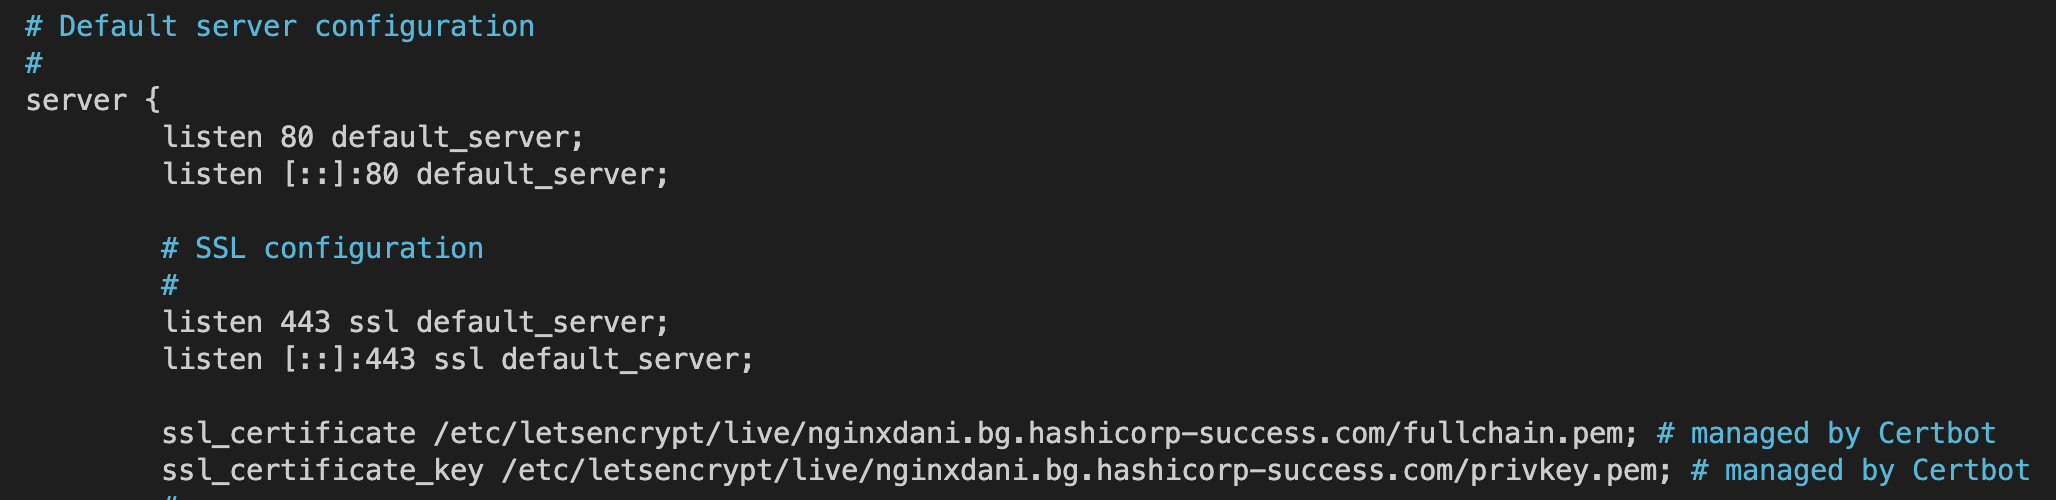 # Default server configuration
#
server {
listen 80 default_server;
listen [::]:80 default_server;
# SSL configuration
#
listen 443 ssl default_server;
listen [::]:443 ssl default_server;
ssl_certificate /etc/letsencrypt/live/nginxdani.bg.hashicorp-success.com/fullchain.pem; # managed by Certbot
ssl_certificate_key /etc/letsencrypt/live/nginxdani.bg.hashicorp-success.com/privkey.pem; # managed by Certbot
#